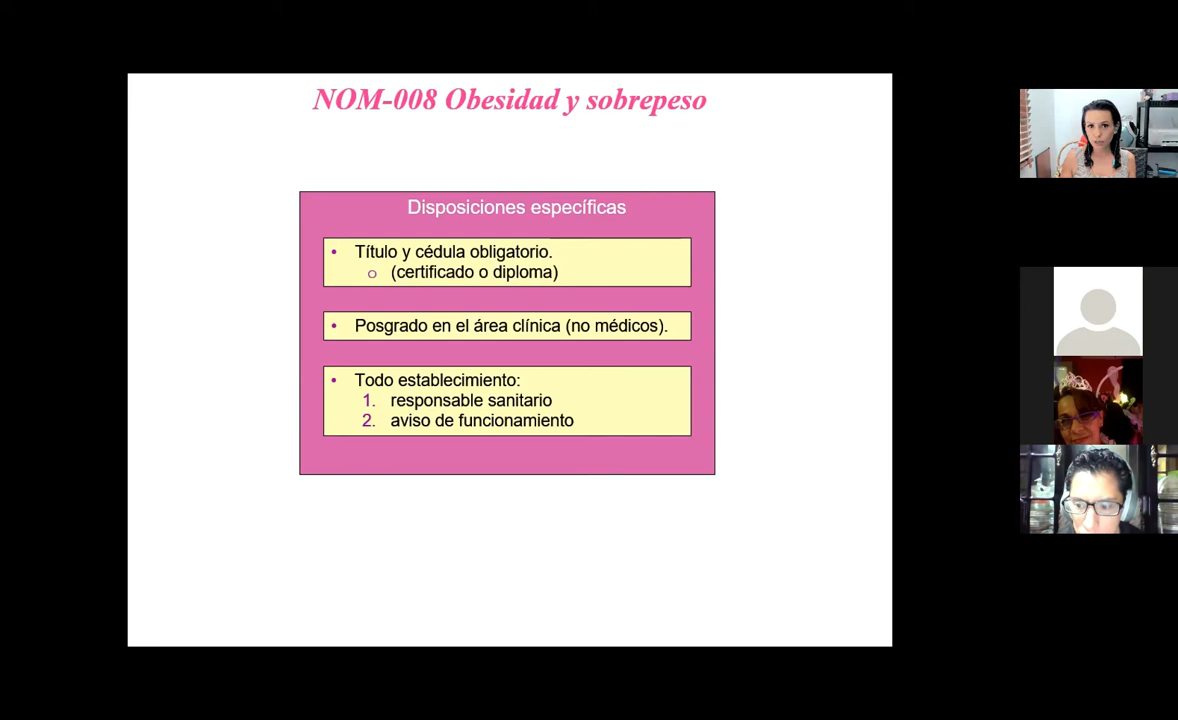 NOM-008 Obesidad y sobrepeso
Disposiciones específicas
• Título y cédula obligatorio.
o (certificado o diploma)
• Posgrado en el área clínica (no médicos).
• Todo establecimiento:
1. responsable sanitario
2. aviso de funcionamiento